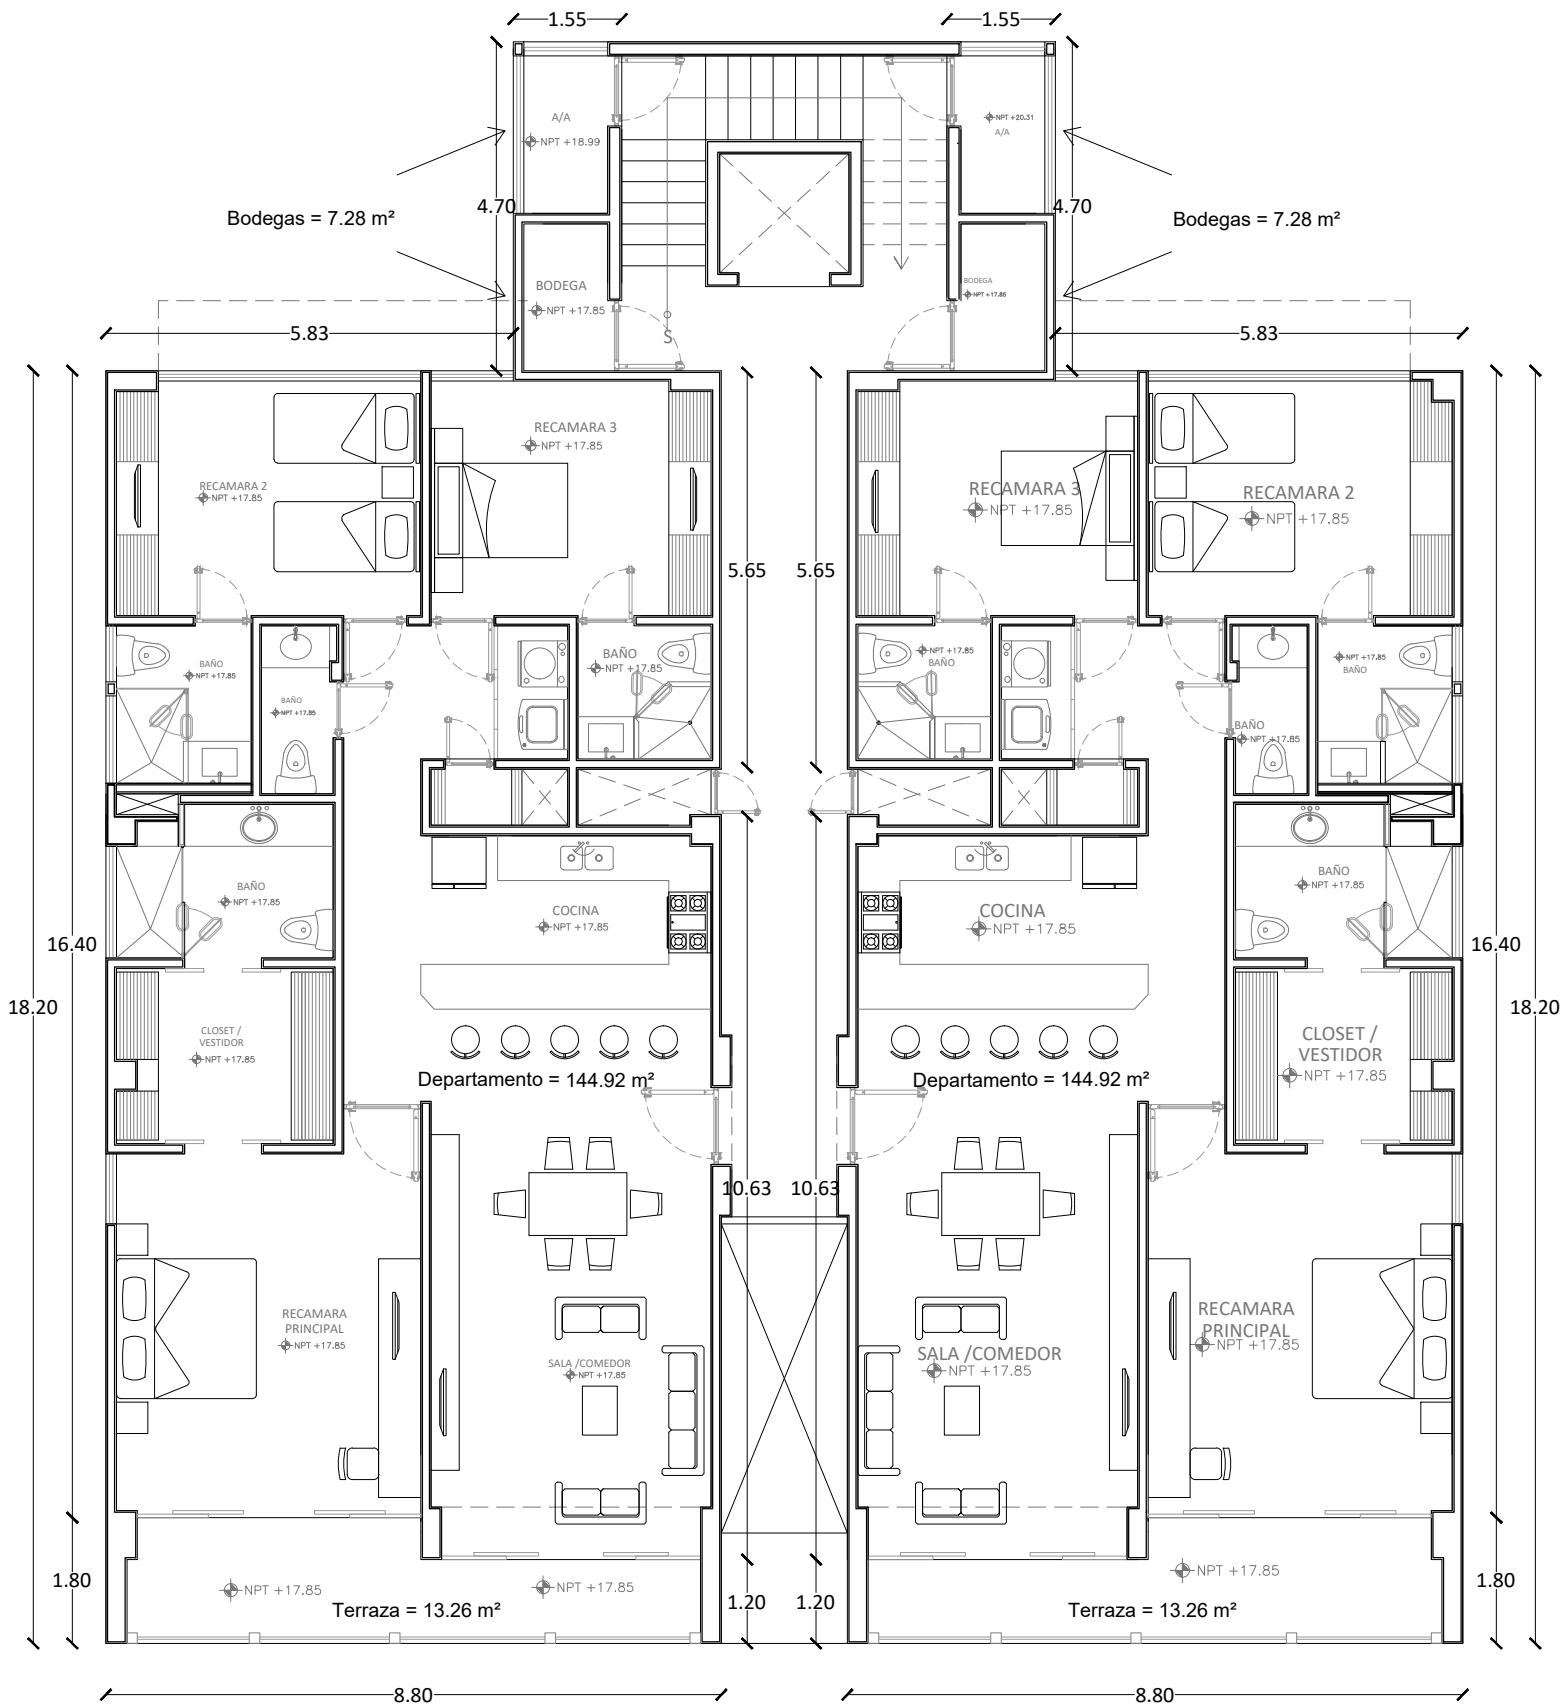 1.55
1.55
A/A
NPT +18.99
NPT +20.31
A/A
4.70
4.70
Bodegas = 7.28 m²
Bodegas = 7.28 m²
BODEGA
NPT +17.85
BODEGA
NPT +17.85
S
5.83
5.83
RECAMARA 3
NPT +17.85
RECAMARA 2
NPT +17.85
RECAMARA 3
NPT +17.85
RECAMARA 2
NPT +17.85
5.65
5.65
BAÑO
NPT +17.85
BAÑO
NPT +17.85
BAÑO
NPT +17.85
NPT +17.85
BAÑO
BAÑO
NPT +17.85
NPT +17.85
BAÑO
BAÑO
NPT +17.85
BAÑO
NPT +17.85
COCINA
NPT +17.85
COCINA
NPT +17.85
16.40
16.40
18.20
18.20
CLOSET /
VESTIDOR
NPT +17.85
CLOSET /
VESTIDOR
NPT +17.85
Departamento = 144.92 m²
Departamento = 144.92 m²
10.63
10.63
RECAMARA
PRINCIPAL
NPT +17.85
SALA /COMEDOR
NPT +17.85
SALA /COMEDOR
NPT +17.85
RECAMARA
PRINCIPAL
NPT +17.85
1.80
NPT +17.85
NPT +17.85
Terraza = 13.26 m²
1.20
1.20
NPT +17.85
Terraza = 13.26 m²
1.80
8.80
8.80